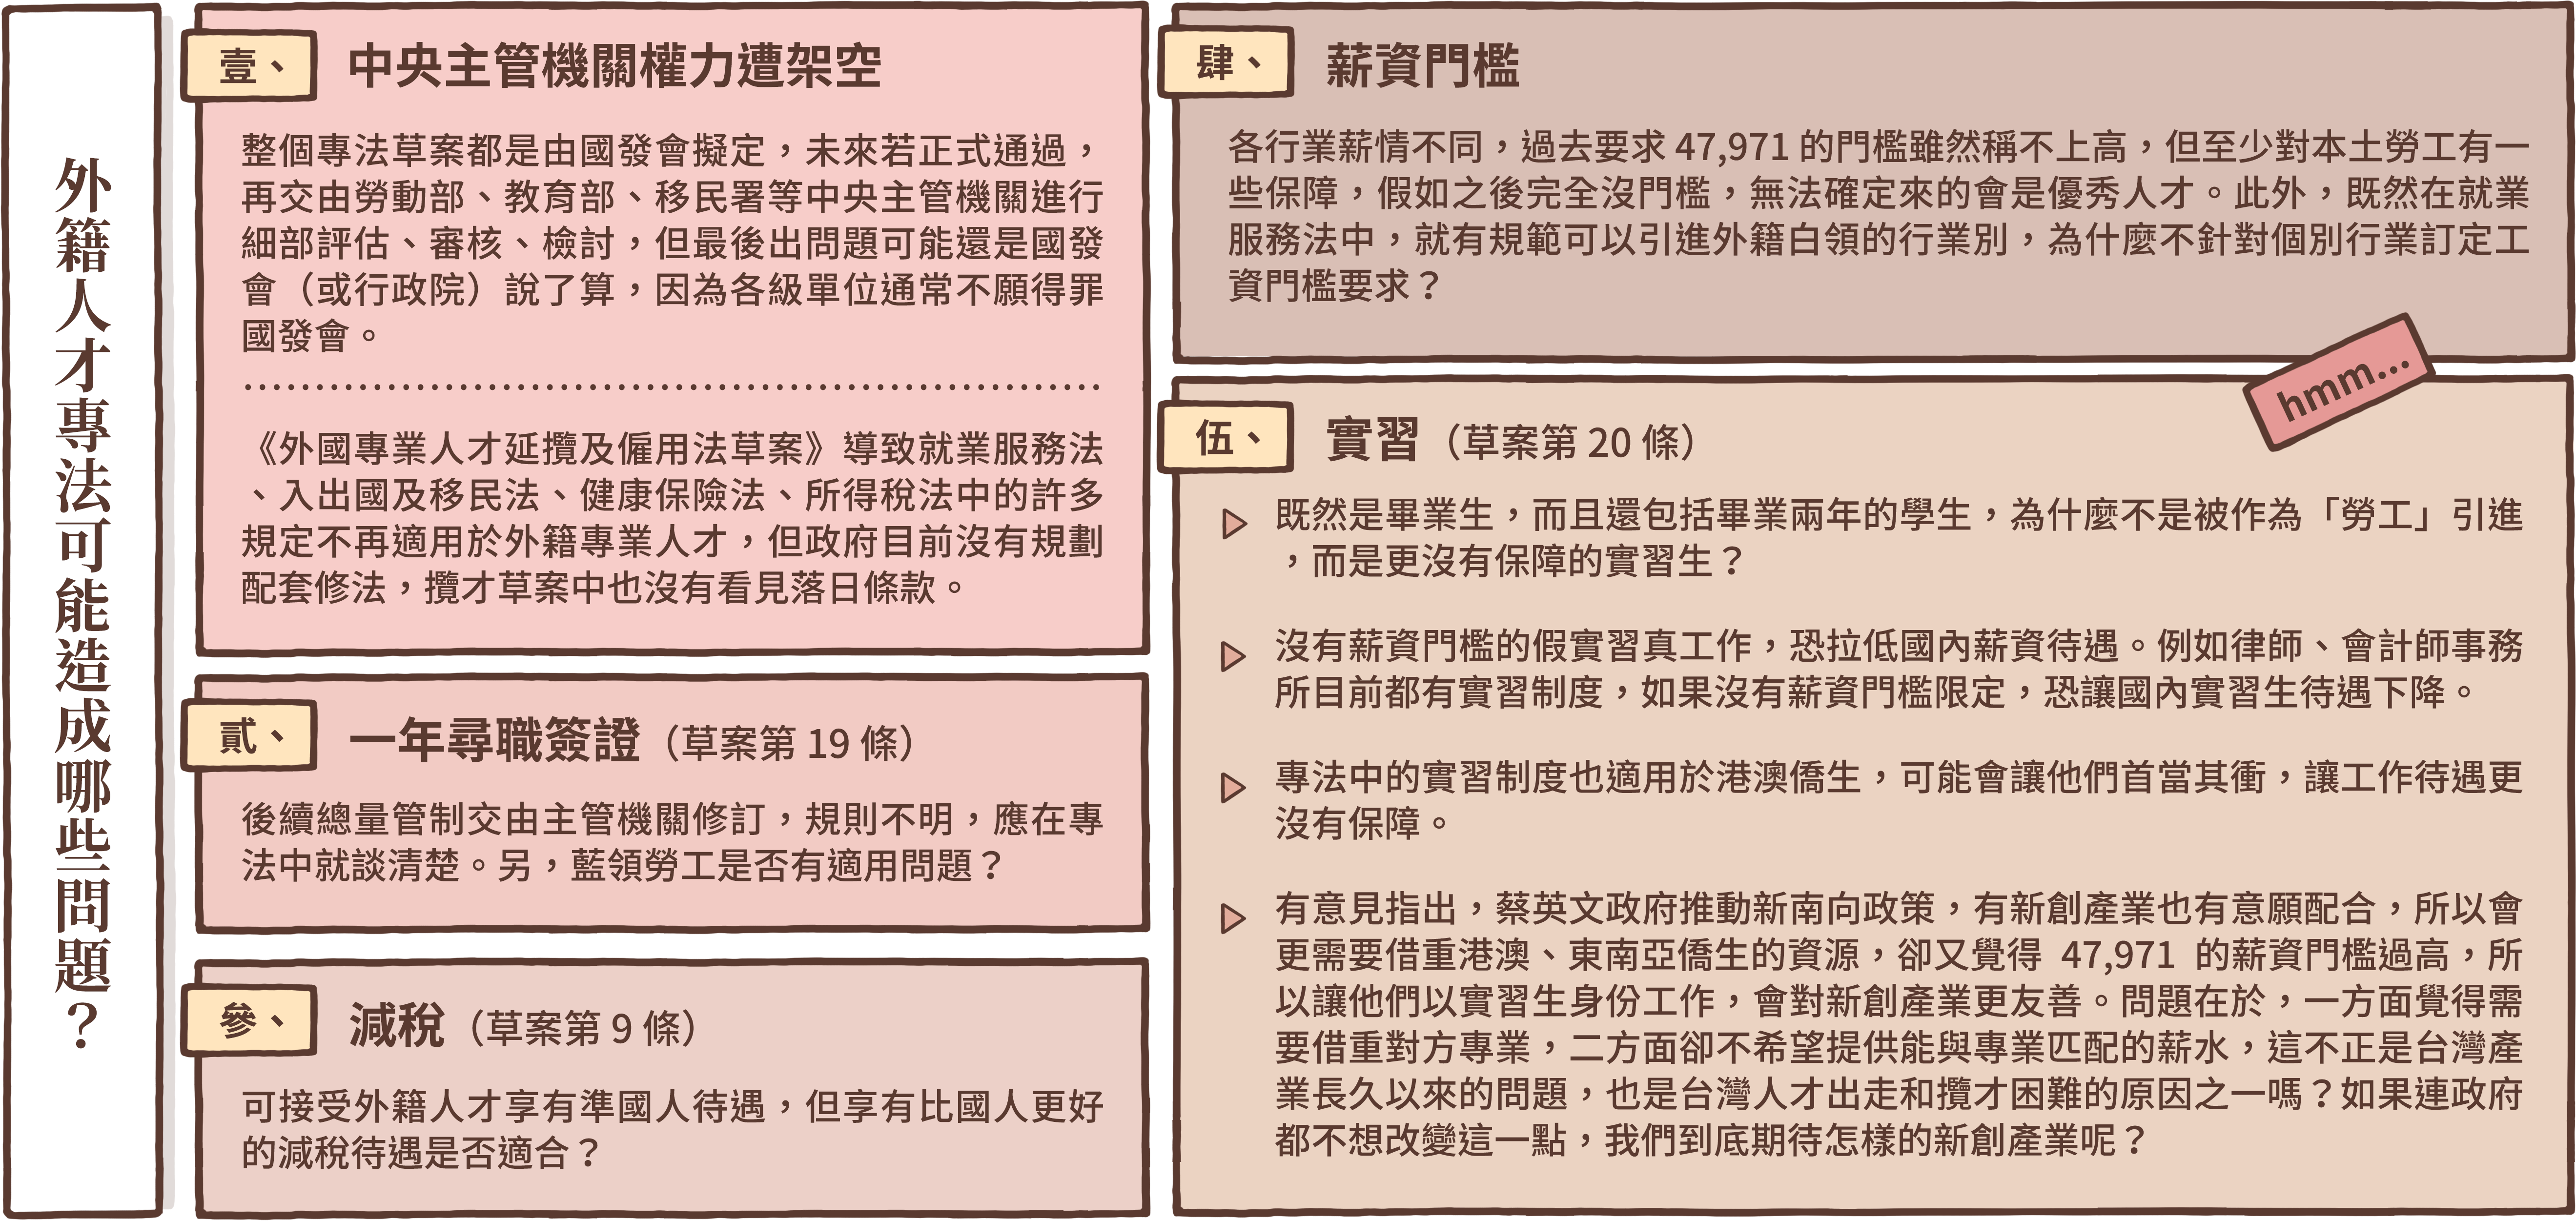 外籍人才專法可能造成哪些問題？
壹、
中央主管機關權力遭架空
整個專法草案都是由國發會擬定，未來若正式通過，
再交由勞動部、教育部、移民署等中央主管機關進行
細部評估、審核、檢討，但最後出問題可能還是國發
會（或行政院）說了算，因為各級單位通常不願得罪
國發會。
《外國專業人才延攬及僱用法草案》導致就業服務法
、入出國及移民法、健康保險法、所得稅法中的許多
規定不再適用於外籍專業人才，但政府目前沒有規劃
配套修法，攬才草案中也沒有看見落日條款。
貳、
一年尋職簽證（草案第 19 條）
後續總量管制交由主管機關修訂，規則不明，應在專
法中就談清楚。另，藍領勞工是否有適用問題？
參、
減稅（草案第 9 條）
可接受外籍人才享有準國人待遇，但享有比國人更好
的減稅待遇是否適合？
肆、
薪資門檻
各行業薪情不同，過去要求 47,971 的門檻雖然稱不上高，但至少對本土勞工有一
些保障，假如之後完全沒門檻，無法確定來的會是優秀人才。此外，既然在就業
服務法中，就有規範可以引進外籍白領的行業別，為什麼不針對個別行業訂定工
資門檻要求？
hmm...
伍、
實習（草案第 20 條）
既然是畢業生，而且還包括畢業兩年的學生，為什麼不是被作為「勞工」引進
，而是更沒有保障的實習生？
沒有薪資門檻的假實習真工作，恐拉低國內薪資待遇。例如律師、會計師事務
所目前都有實習制度，如果沒有薪資門檻限定，恐讓國內實習生待遇下降。
專法中的實習制度也適用於港澳僑生，可能會讓他們首當其衝，讓工作待遇更
沒有保障。
有意見指出，蔡英文政府推動新南向政策，有新創產業也有意願配合，所以會
更需要借重港澳、東南亞僑生的資源，卻又覺得 47,971 的薪資門檻過高，所
以讓他們以實習生身份工作，會對新創產業更友善。問題在於，一方面覺得需
要借重對方專業，二方面卻不希望提供能與專業匹配的薪水，這不正是台灣產
業長久以來的問題，也是台灣人才出走和攬才困難的原因之一嗎？如果連政府
都不想改變這一點，我們到底期待怎樣的新創產業呢？